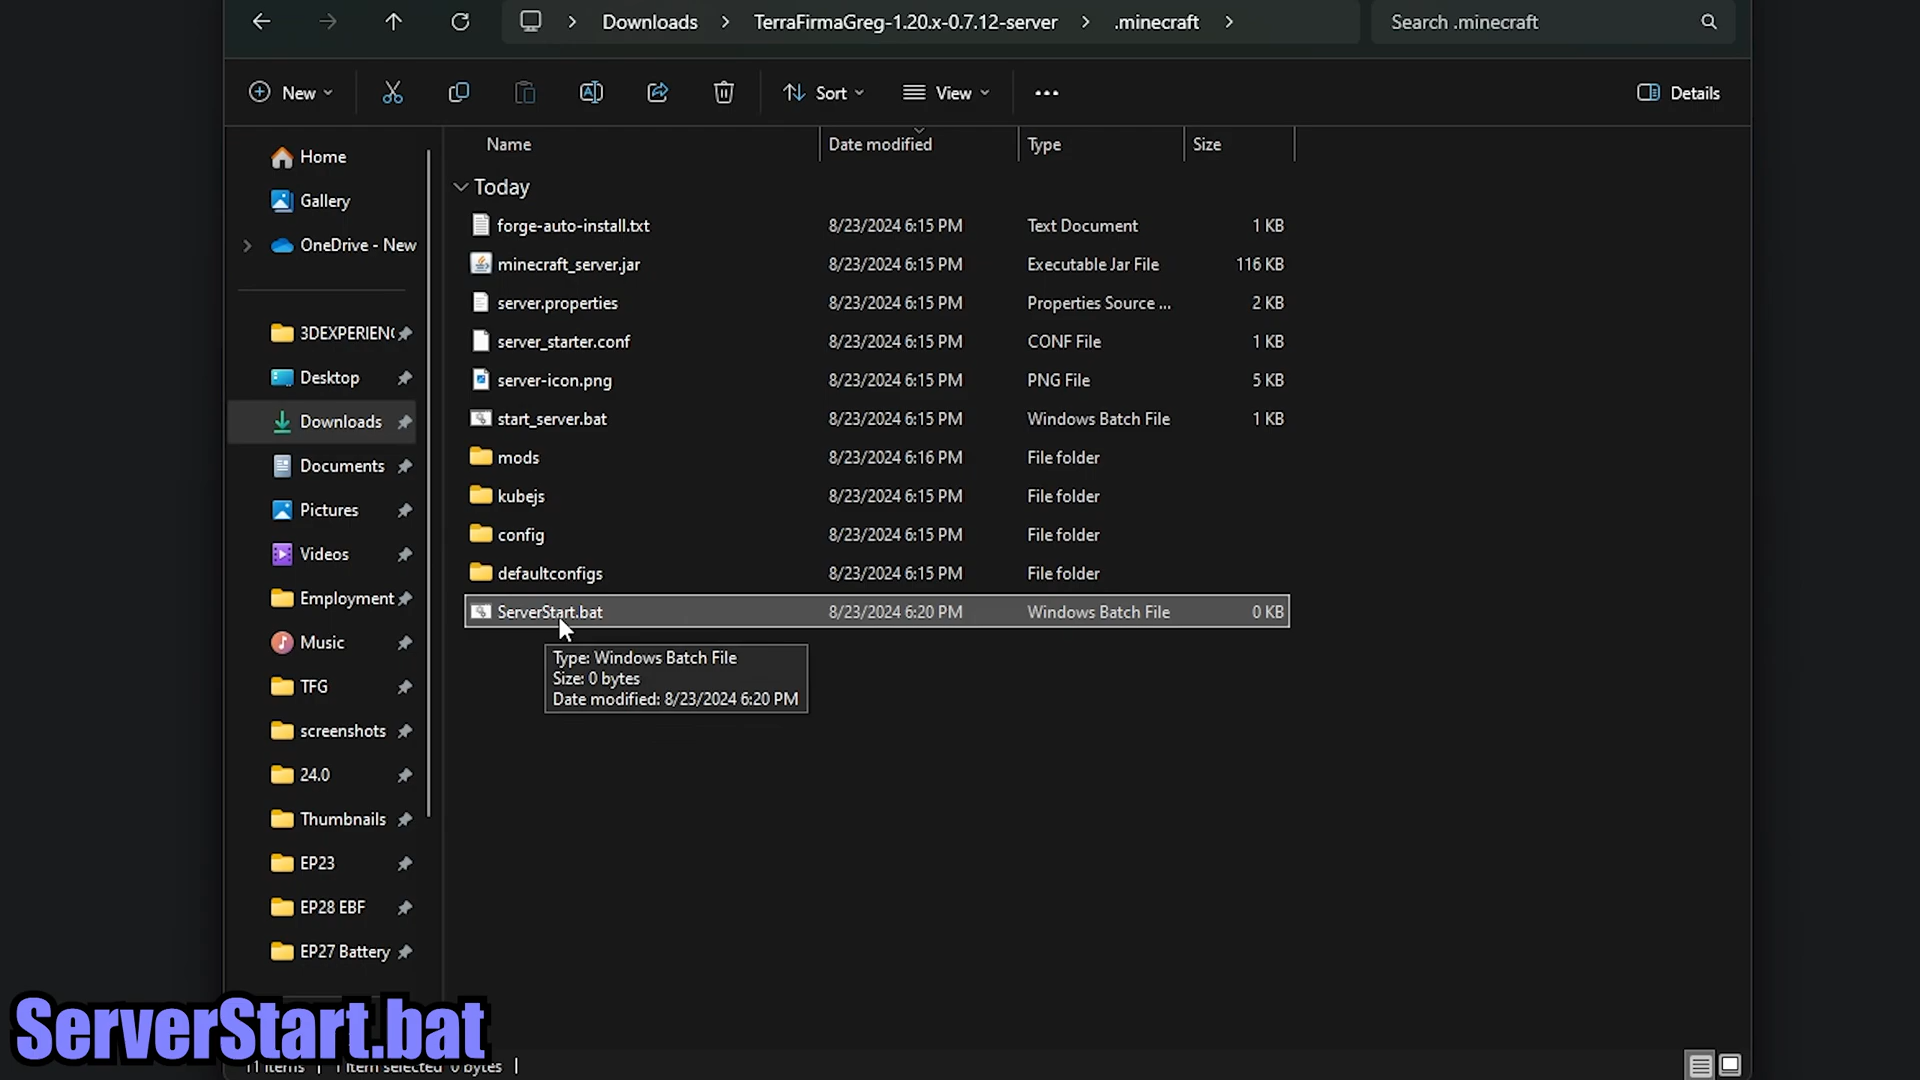 Downloads > TerraFirmaGreg-1.20.x-0.7.12-server > .minecraft >
Search .minecraft
New
Sort
View
Details
Name Date modified Type Size
Today
forge-auto-install.txt 8/23/2024 6:15 PM Text Document 1 KB
minecraft_server.jar 8/23/2024 6:15 PM Executable Jar File 116 KB
server.properties 8/23/2024 6:15 PM Properties Source ... 2 KB
server_starter.conf 8/23/2024 6:15 PM CONF File 1 KB
server-icon.png 8/23/2024 6:15 PM PNG File 5 KB
start_server.bat 8/23/2024 6:15 PM Windows Batch File 1 KB
mods 8/23/2024 6:16 PM File folder
kubejs 8/23/2024 6:15 PM File folder
config 8/23/2024 6:15 PM File folder
defaultconfigs 8/23/2024 6:15 PM File folder
ServerStart.bat 8/23/2024 6:20 PM Windows Batch File 0 KB
Type: Windows Batch File
Size: 0 bytes
Date modified: 8/23/2024 6:20 PM
Home
Gallery
OneDrive - New
3DEXPERIENC
Desktop
Downloads
Documents
Pictures
Videos
Employment
Music
TFG
screenshots
24.0
Thumbnails
EP23
EP28 EBF
EP27 Battery
ServerStart.bat
11 items | 1 item selected 0 bytes |